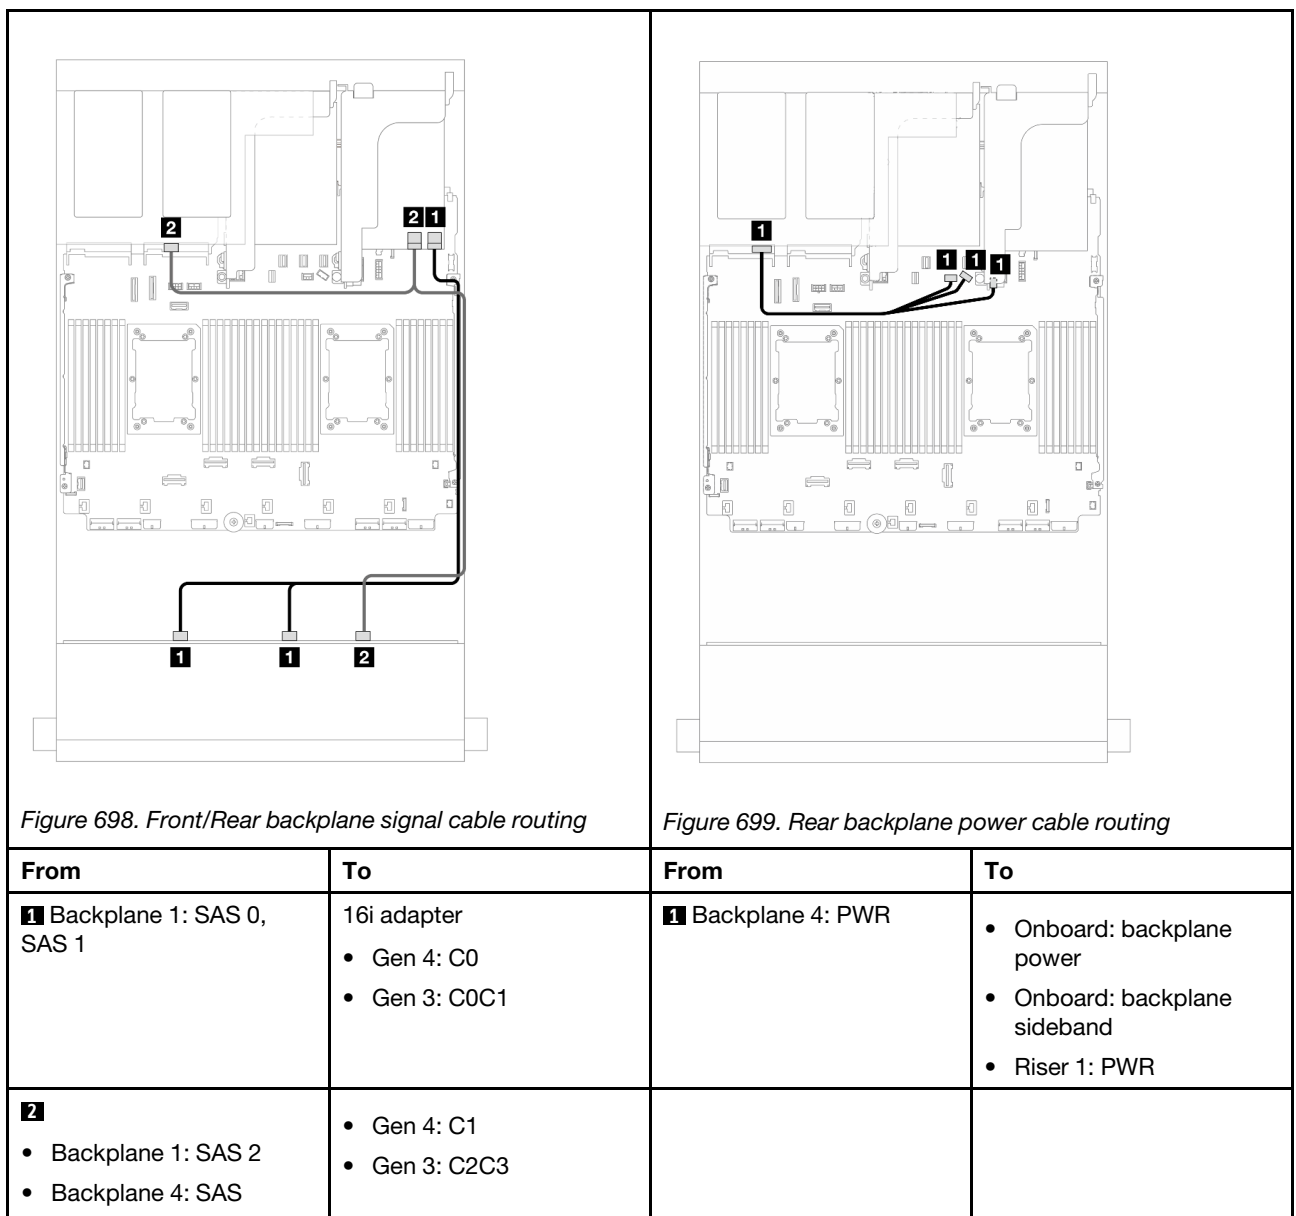 2
2 1
1 1 2
Figure 698. Front/Rear backplane signal cable routing
1
1 1 1
Figure 699. Rear backplane power cable routing
From
To
From
To
1 Backplane 1: SAS 0,
SAS 1
16i adapter
• Gen 4: C0
• Gen 3: C0C1
1 Backplane 4: PWR
• Onboard: backplane
power
• Onboard: backplane
sideband
• Riser 1: PWR
2
• Backplane 1: SAS 2
• Backplane 4: SAS
• Gen 4: C1
• Gen 3: C2C3